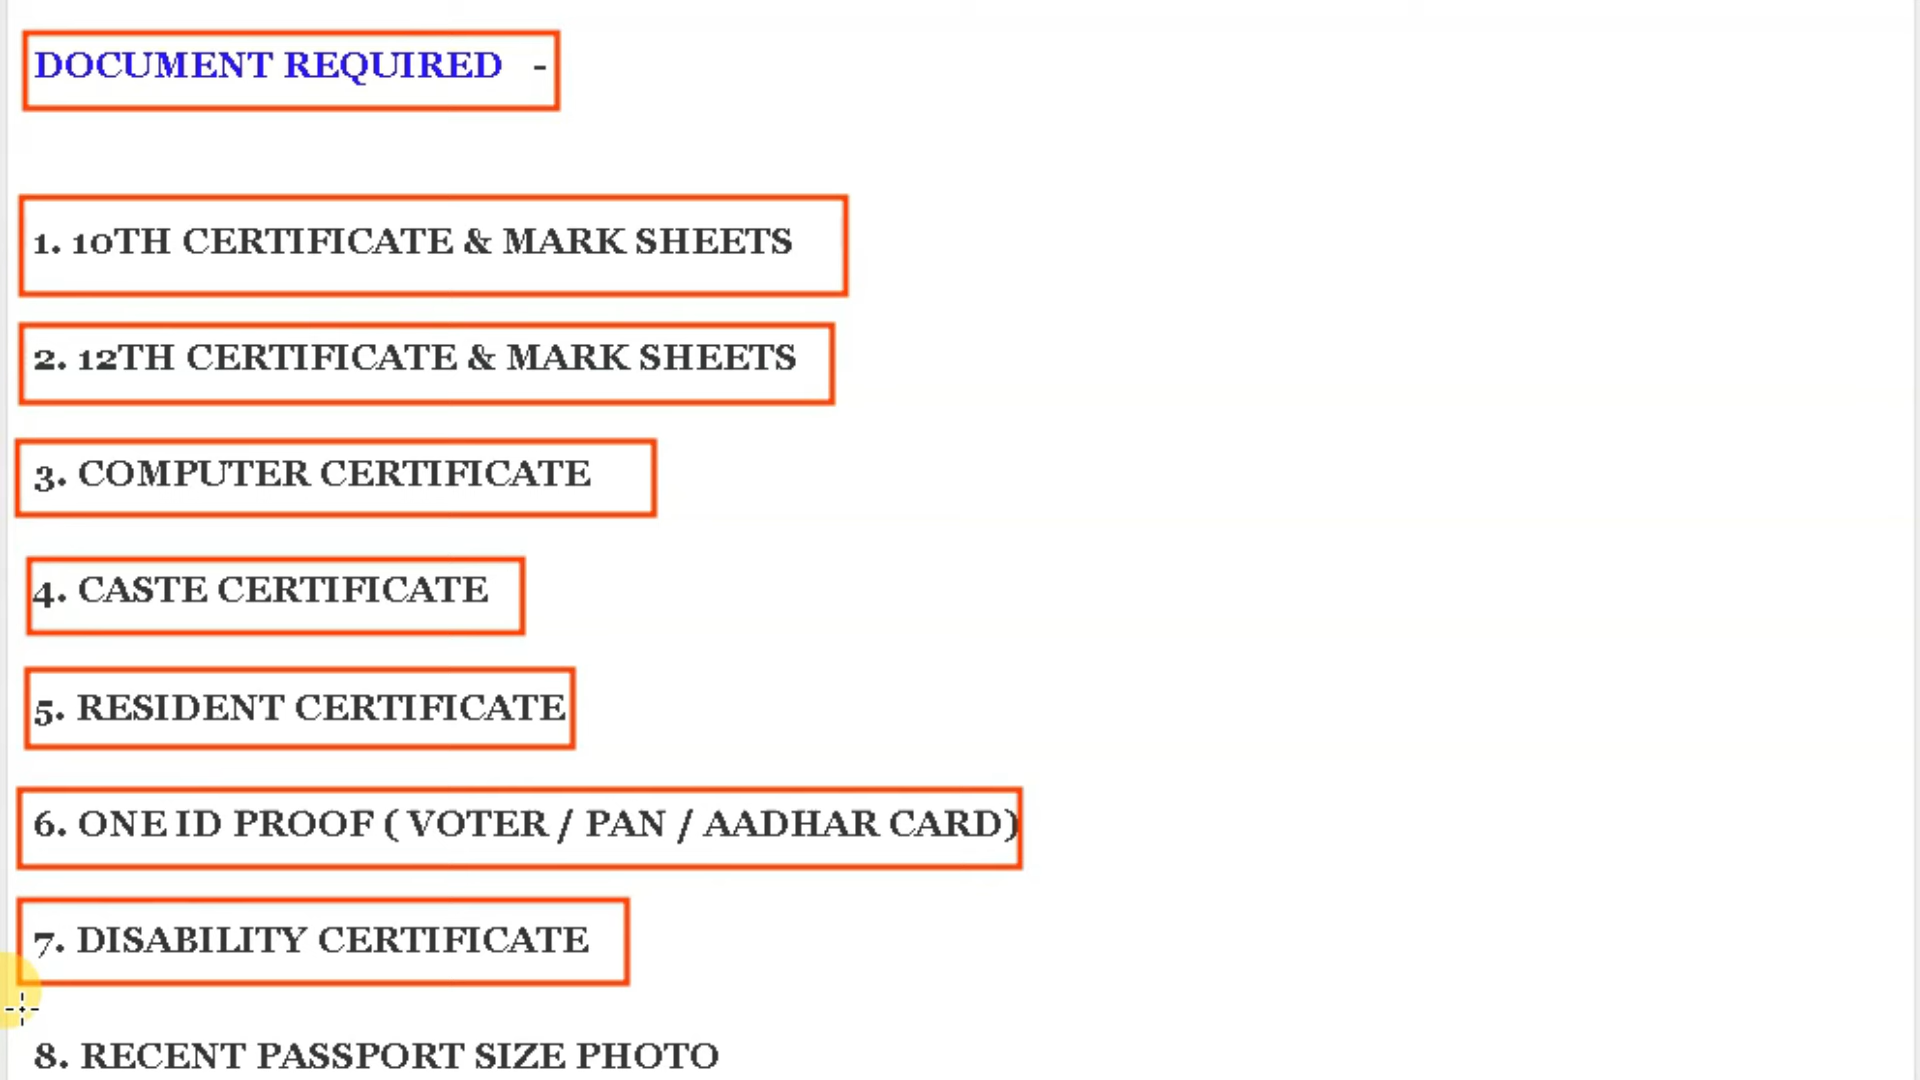 DOCUMENT REQUIRED -
1. 10TH CERTIFICATE & MARK SHEETS
2. 12TH CERTIFICATE & MARK SHEETS
3. COMPUTER CERTIFICATE
4. CASTE CERTIFICATE
5. RESIDENT CERTIFICATE
6. ONE ID PROOF ( VOTER / PAN / AADHAR CARD)
7. DISABILITY CERTIFICATE
8. RECENT PASSPORT SIZE PHOTO